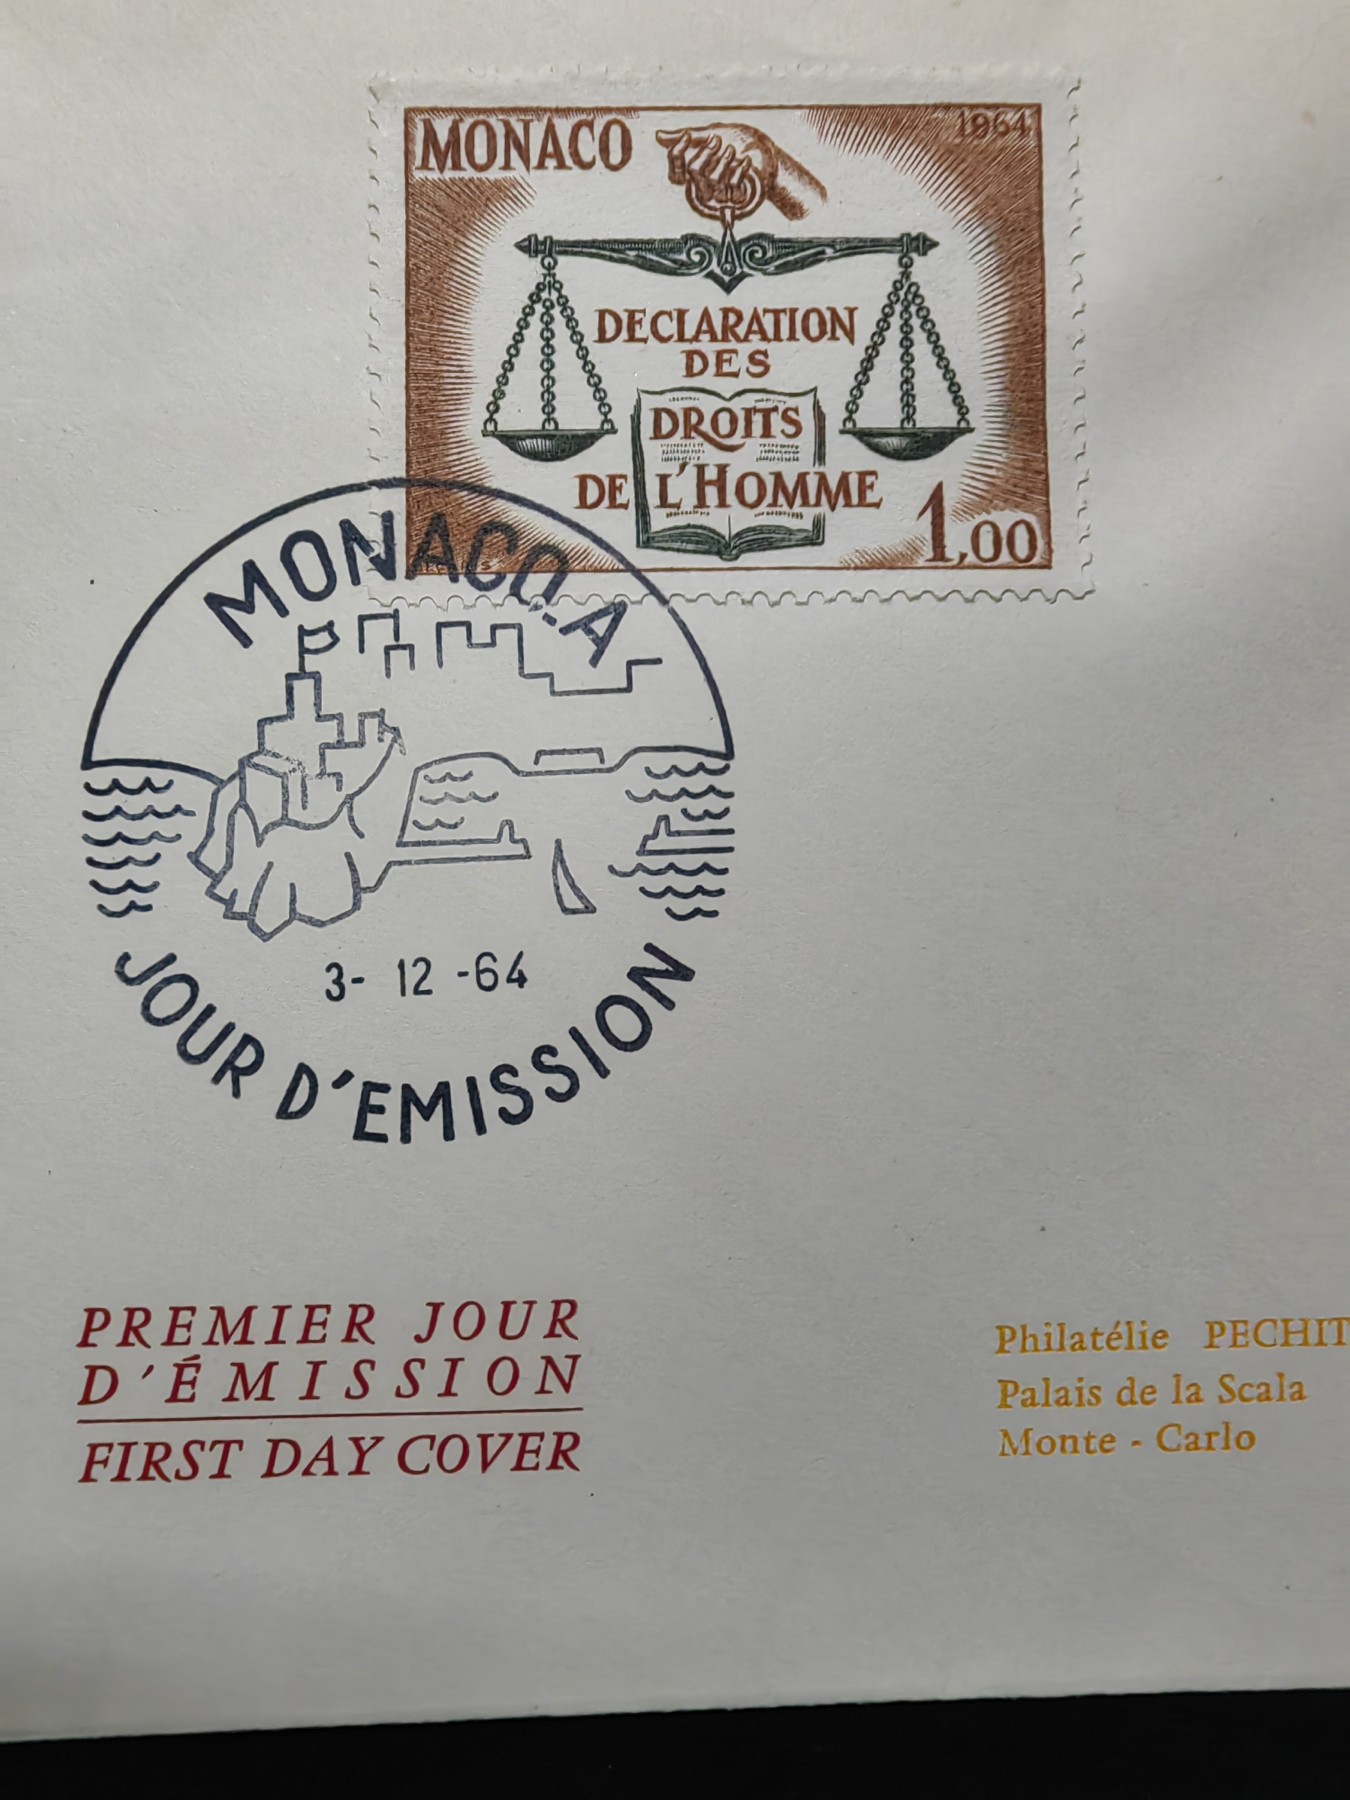 MONACO
1964
DECLARATION
DES
DROITS
DE L'HOMME
1,00
MONACO.A
3- 12 -64
JOUR D'EMISSION
PREMIER JOUR
D'ÉMISSION
FIRST DAY COVER
Philatélie PECHIT
Palais de la Scala
Monte - Carlo